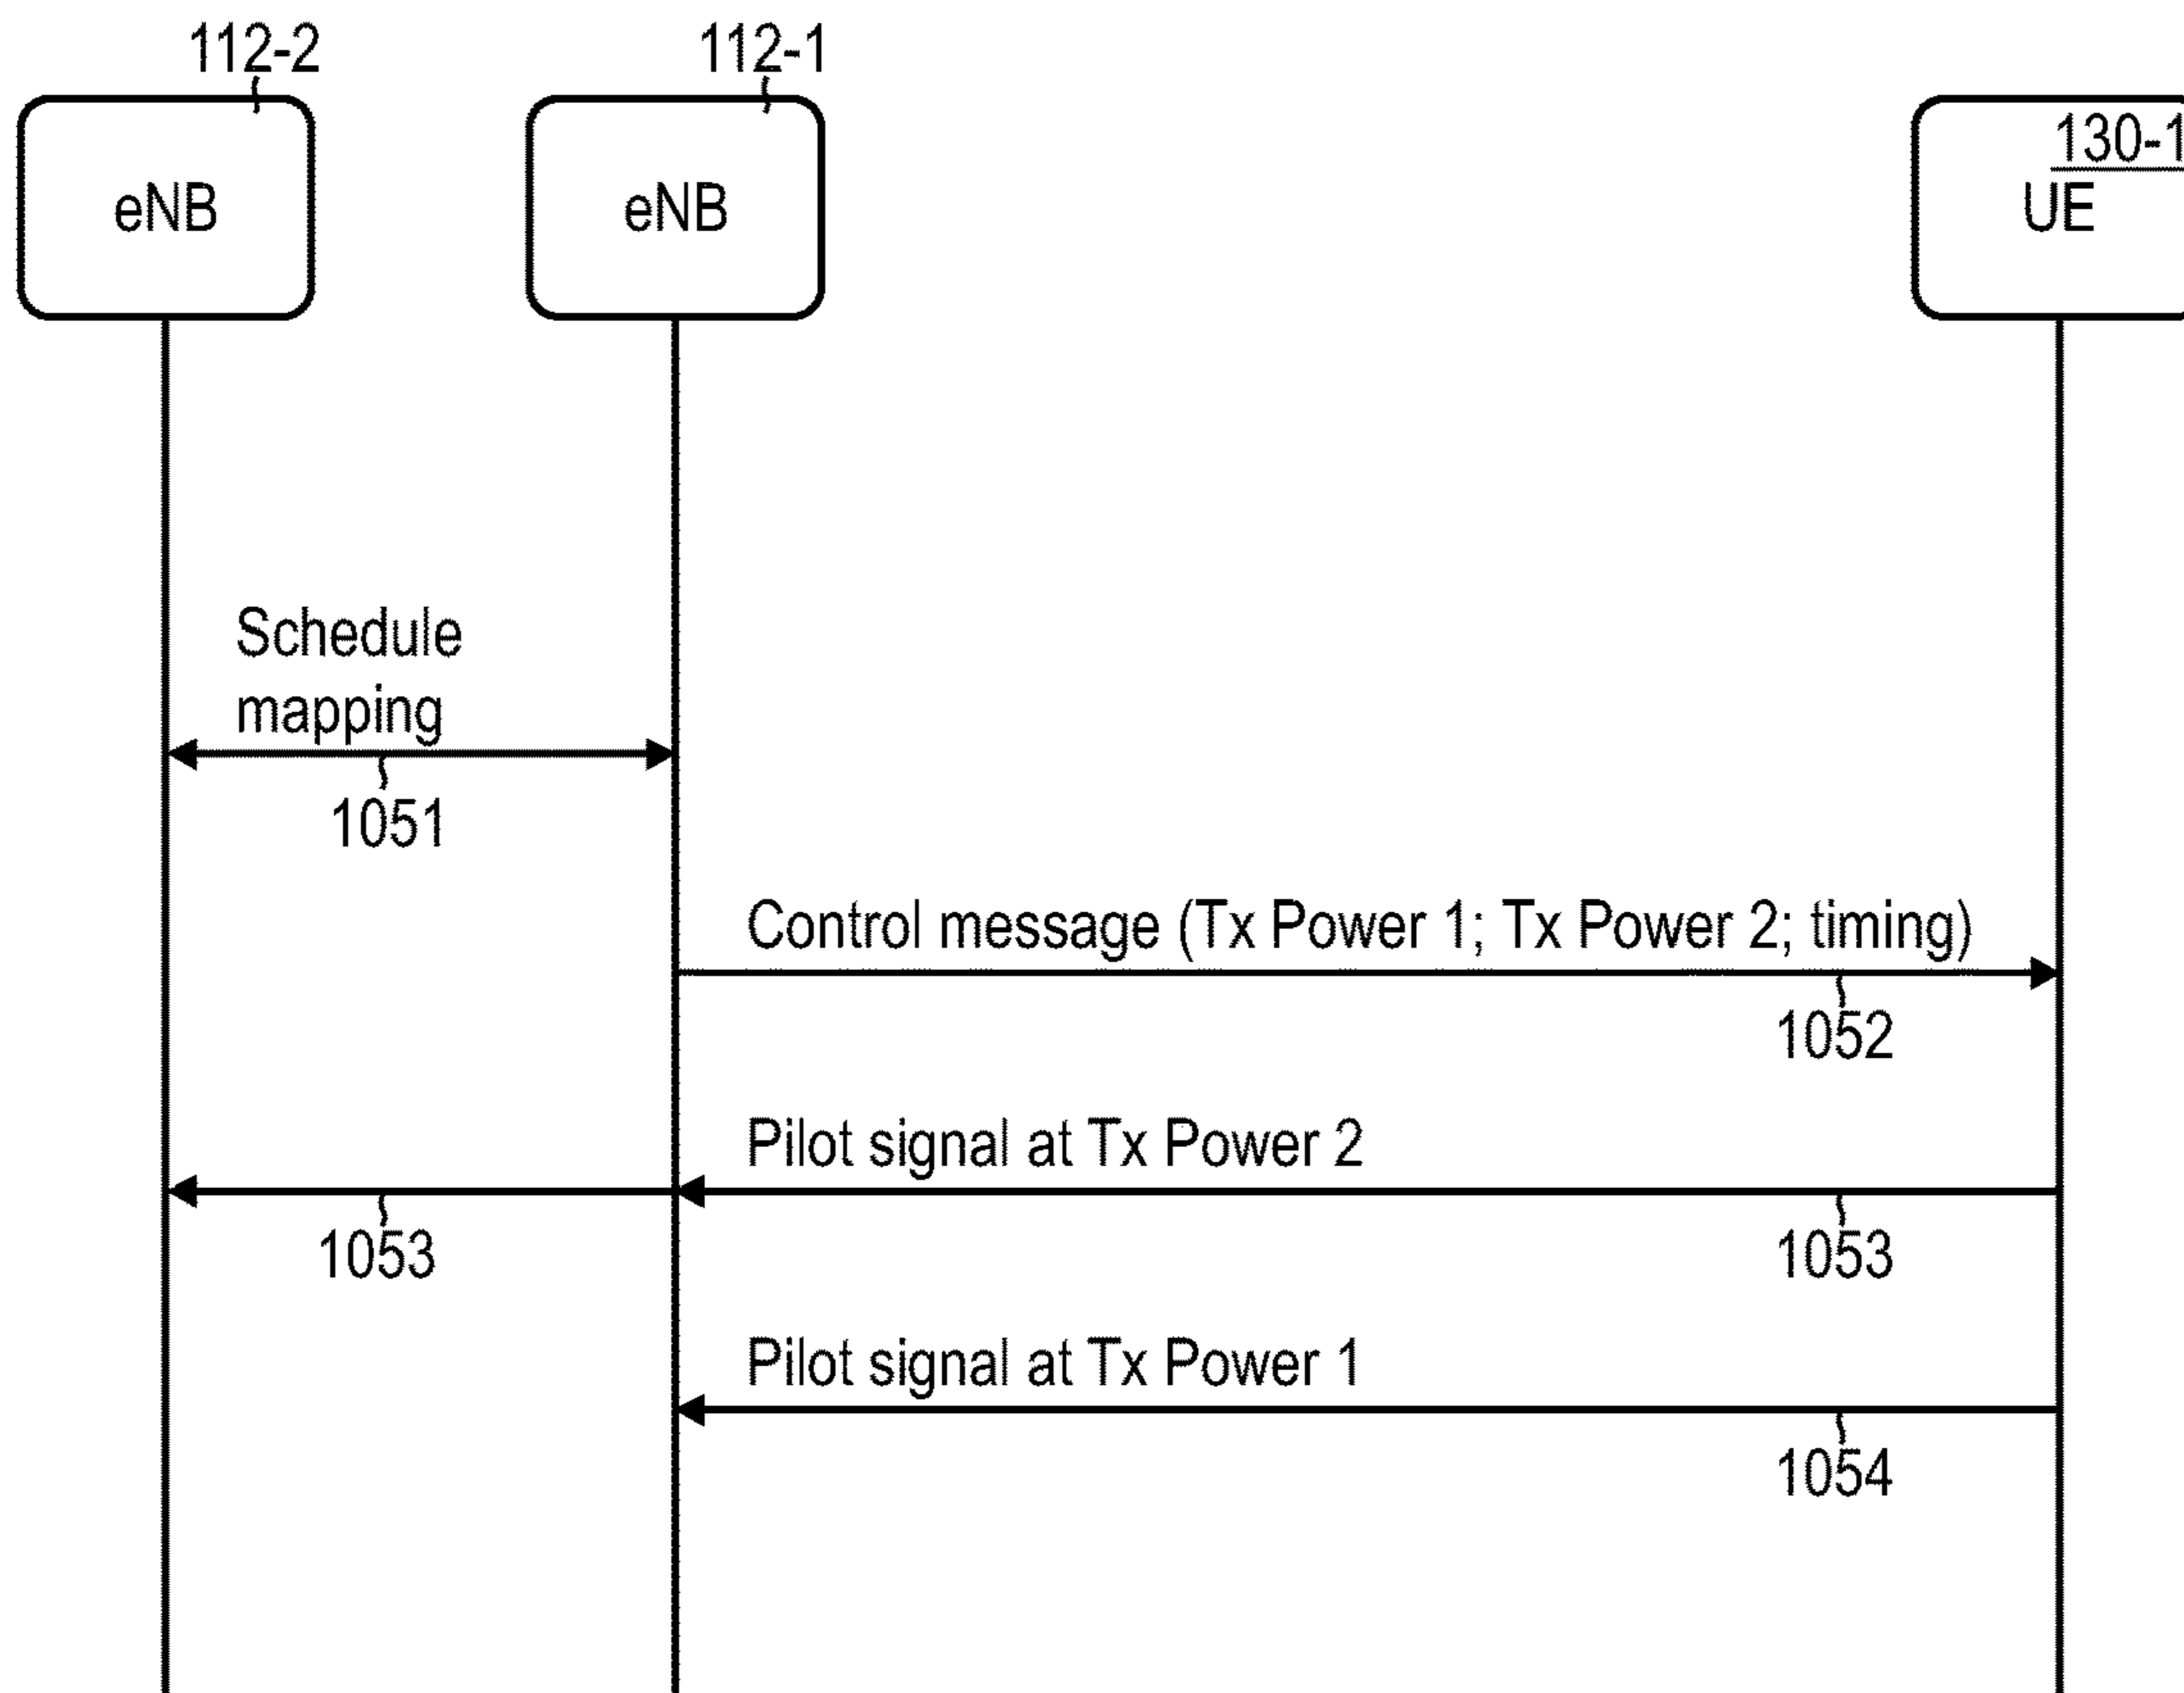 112-2
112-1
130-1
eNB
eNB
UE
Schedule
mapping
1051
Control message (Tx Power 1; Tx Power 2; timing)
1052
Pilot signal at Tx Power 2
1053
1053
Pilot signal at Tx Power 1
1054